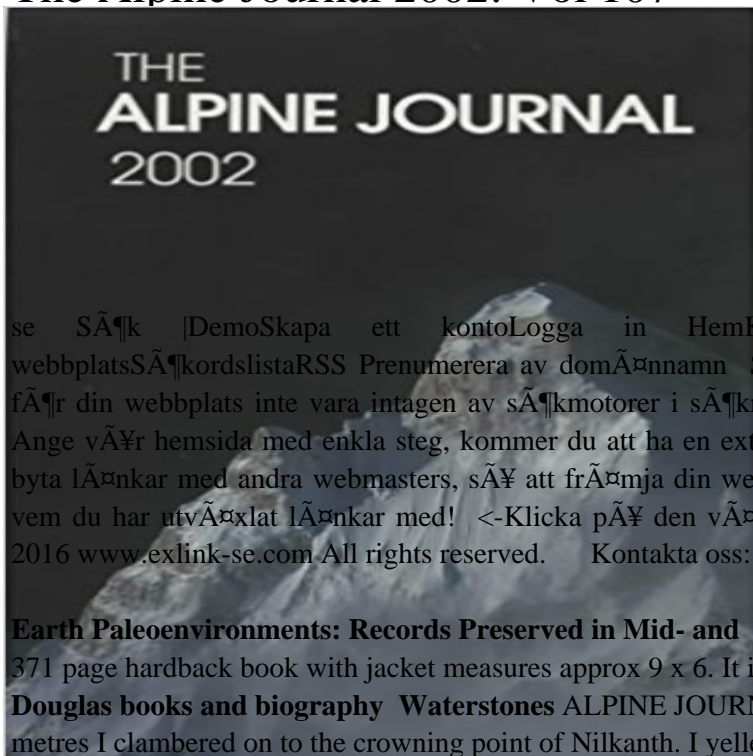 The Alpine Journal 2002: Vol 107
THE
ALPINE JOURNAL
2002
se SÃ¶k |DemoSkapa ett kontoLogga in
webbplatsSÃ¶kordslistaRSS Prenumerera av domÃ¤nnamn
fÃ¶r din webbplats inte vara intagen av sÃ¶kmotorer i
Ange vÃ¥r hemsida med enkla steg, kommer du att ha en
byta lÃ¤nkar med andra webmasters, sÃ¥ att frÃ¤mja din
vem du har utvÃ¤xlat lÃ¤nkar med! <-Klicka pÃ¥ den
2016 www.exlink-se.com All rights reserved. Kontakta oss:
Earth Paleoenvironments: Records Preserved in Mid- and
371 page hardback book with jacket measures approx 9 x 6. It
Douglas books and biography Waterstones ALPINE
metres I clambered on to the crowning point of Nilkanth. I